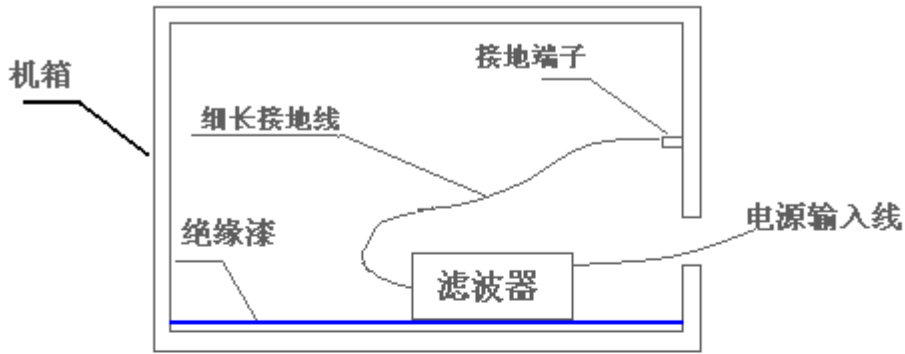 机箱
接地端子
细长接地线
绝缘漆
电源输入线
滤波器